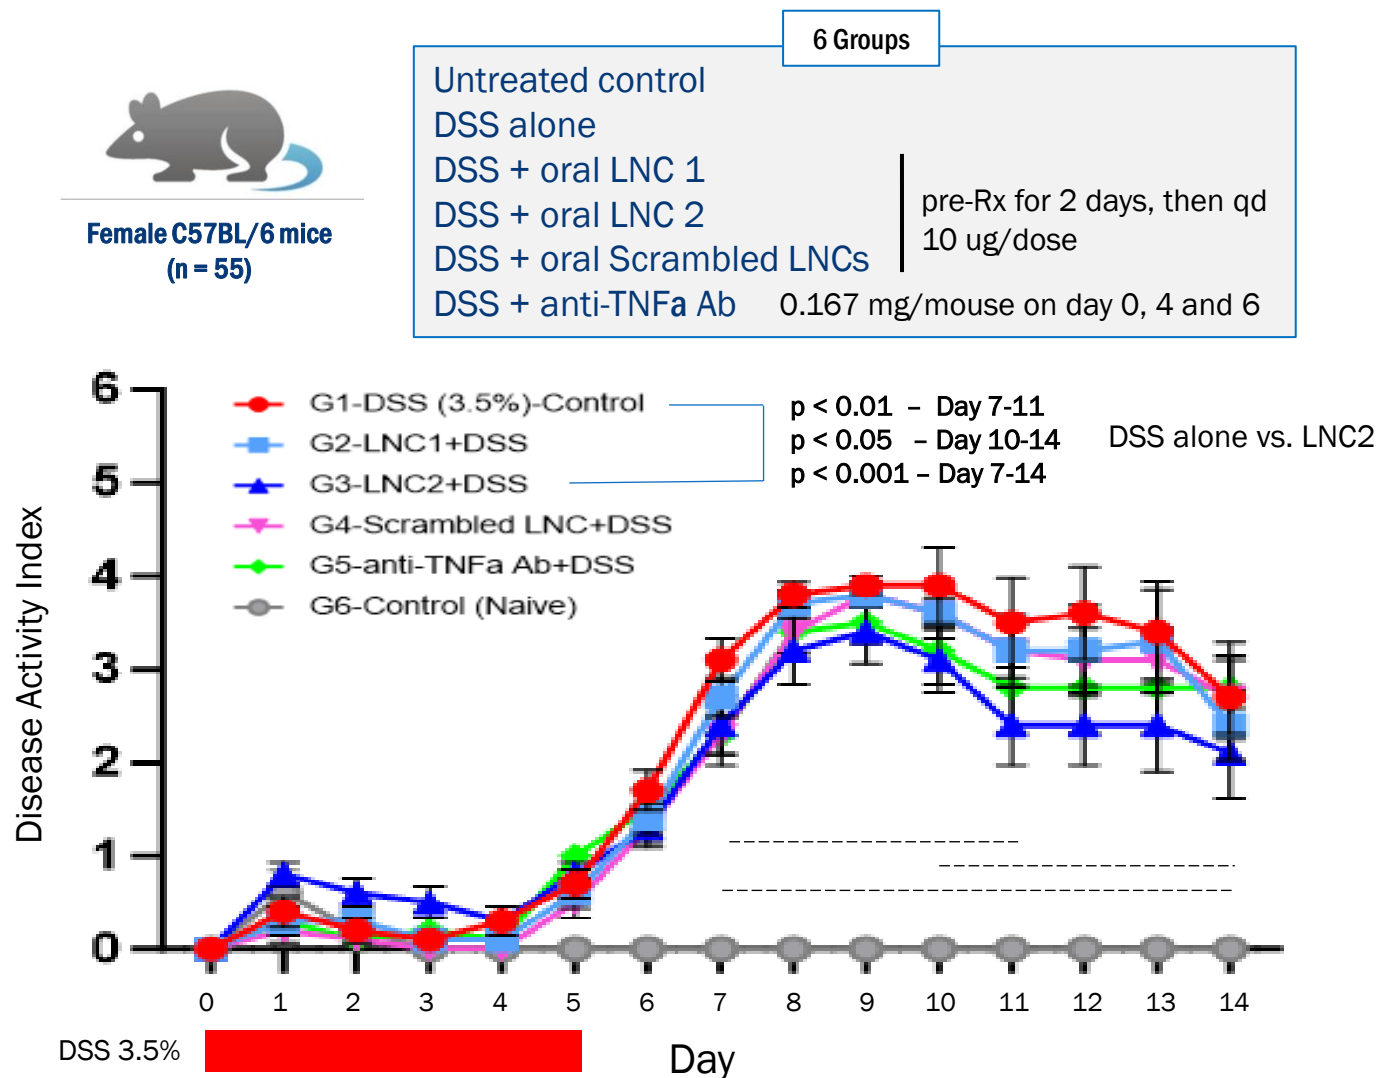 6 Groups
Untreated control
DSS alone
DSS + oral LNC 1
DSS + oral LNC 2
DSS + oral Scrambled LNCs
DSS + anti-TNFa Ab 0.167 mg/mouse on day 0, 4 and 6
pre-Rx for 2 days, then qd
10 ug/dose
Female C57BL/6 mice
(n = 55)
G1-DSS (3.5%)-Control
G2-LNC1+DSS
G3-LNC2+DSS
G4-Scrambled LNC+DSS
G5-anti-TNFa Ab+DSS
G6-Control (Naive)
p < 0.01 – Day 7-11
p < 0.05 – Day 10-14
p < 0.001 – Day 7-14
DSS alone vs. LNC2
Disease Activity Index
6
5
4
3
2
1
0
0 1 2 3 4 5 6 7 8 9 10 11 12 13 14
DSS 3.5%
Day